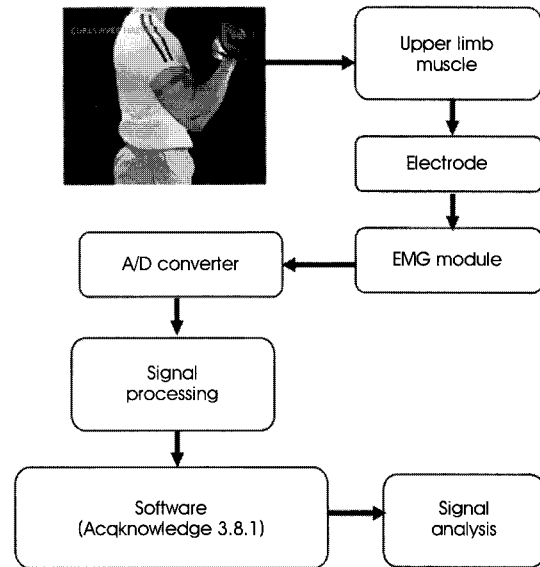 Upper limb
muscle
Electrode
EMG module
A/D converter
Signal
processing
Software
(Acqknowledge 3.8.1)
Signal
analysis